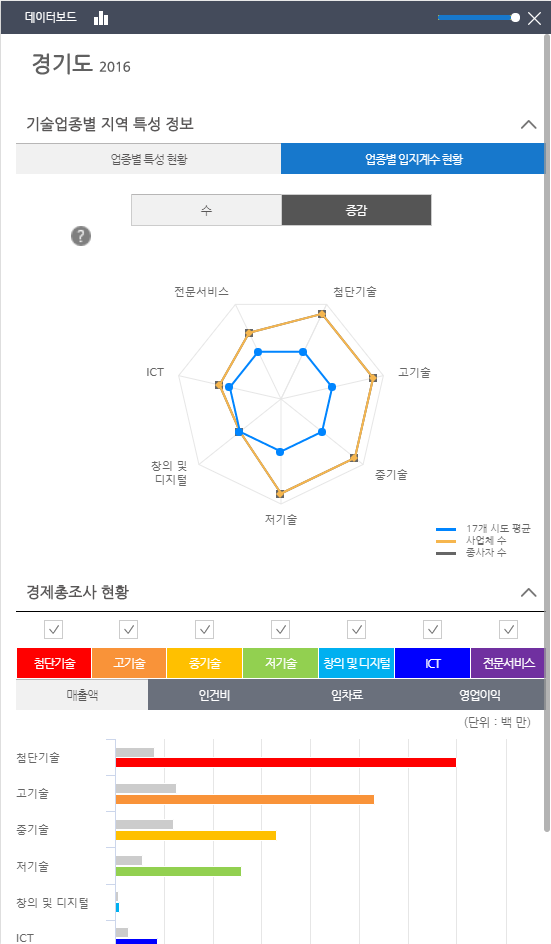 데이터보드
경기도 2016
기술업종별 지역 특성 정보
업종별 특성 현황
업종별 입지계수 현황
수
증감
?
전문서비스
첨단기술
ICT
고기술
창의 및
디지털
중기술
저기술
17개 시도 평균
사업체 수
종사자 수
경제총조사 현황
첨단기술
고기술
중기술
저기술
창의 및 디지털
ICT
전문서비스
매출액
인건비
임차료
영업이익
(단위 : 백 만)
첨단기술
고기술
중기술
저기술
창의 및 디지털
ICT